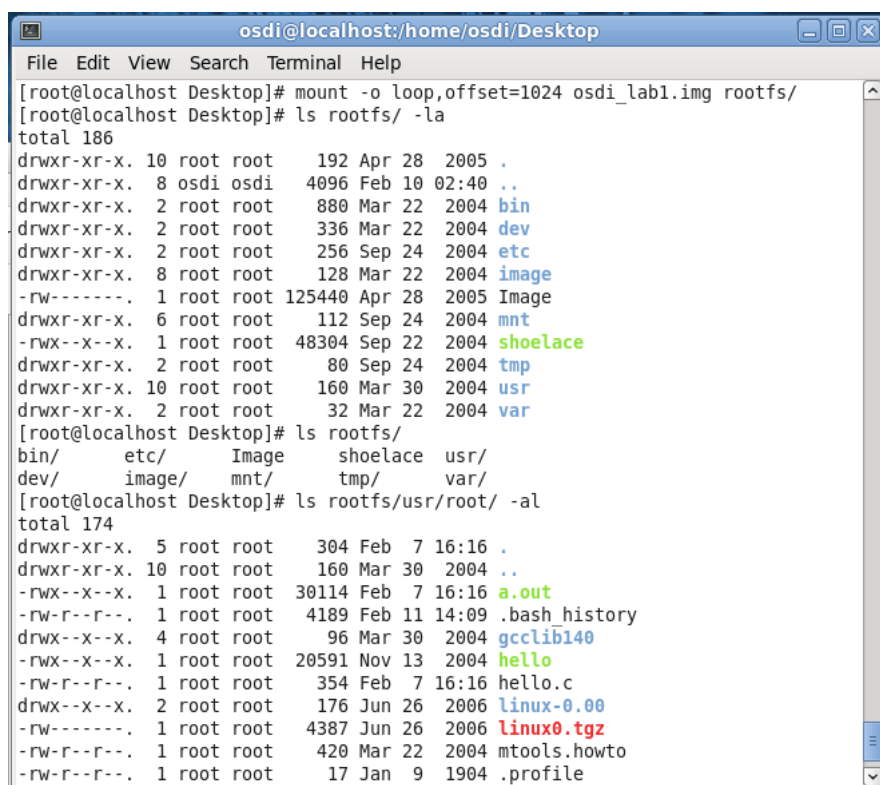 osdi@localhost:/home/osdi/Desktop
File Edit View Search Terminal Help
[root@localhost Desktop]# mount -o loop,offset=1024 osdi_lab1.img rootfs/
[root@localhost Desktop]# ls rootfs/ -la
total 186
drwxr-xr-x. 10 root root    192 Apr 28  2005 .
drwxr-xr-x.  8 osdi osdi   4096 Feb 10 02:40 ..
drwxr-xr-x.  2 root root    880 Mar 22  2004 bin
drwxr-xr-x.  2 root root    336 Mar 22  2004 dev
drwxr-xr-x.  2 root root    256 Sep 24  2004 etc
drwxr-xr-x.  8 root root    128 Mar 22  2004 image
-rw-------.  1 root root 125440 Apr 28  2005 Image
drwxr-xr-x.  6 root root    112 Sep 24  2004 mnt
-rwx--x--x.  1 root root  48304 Sep 22  2004 shoelace
drwxr-xr-x.  2 root root     80 Sep 24  2004 tmp
drwxr-xr-x. 10 root root    160 Mar 30  2004 usr
drwxr-xr-x.  2 root root     32 Mar 22  2004 var
[root@localhost Desktop]# ls rootfs/
bin/      etc/      Image     shoelace  usr/
dev/      image/    mnt/      tmp/      var/
[root@localhost Desktop]# ls rootfs/usr/root/ -al
total 174
drwxr-xr-x.  5 root root    304 Feb  7 16:16 .
drwxr-xr-x. 10 root root    160 Mar 30  2004 ..
-rwx--x--x.  1 root root  30114 Feb  7 16:16 a.out
-rw-r--r--.  1 root root   4189 Feb 11 14:09 .bash_history
drwx--x--x.  4 root root     96 Mar 30  2004 gcclib140
-rwx--x--x.  1 root root  20591 Nov 13  2004 hello
-rw-r--r--.  1 root root    354 Feb  7 16:16 hello.c
drwx--x--x.  2 root root    176 Jun 26  2006 linux-0.00
-rw-------.  1 root root   4387 Jun 26  2006 linux0.tgz
-rw-r--r--.  1 root root    420 Mar 22  2004 mtools.howto
-rw-r--r--.  1 root root     17 Jan  9  1904 .profile